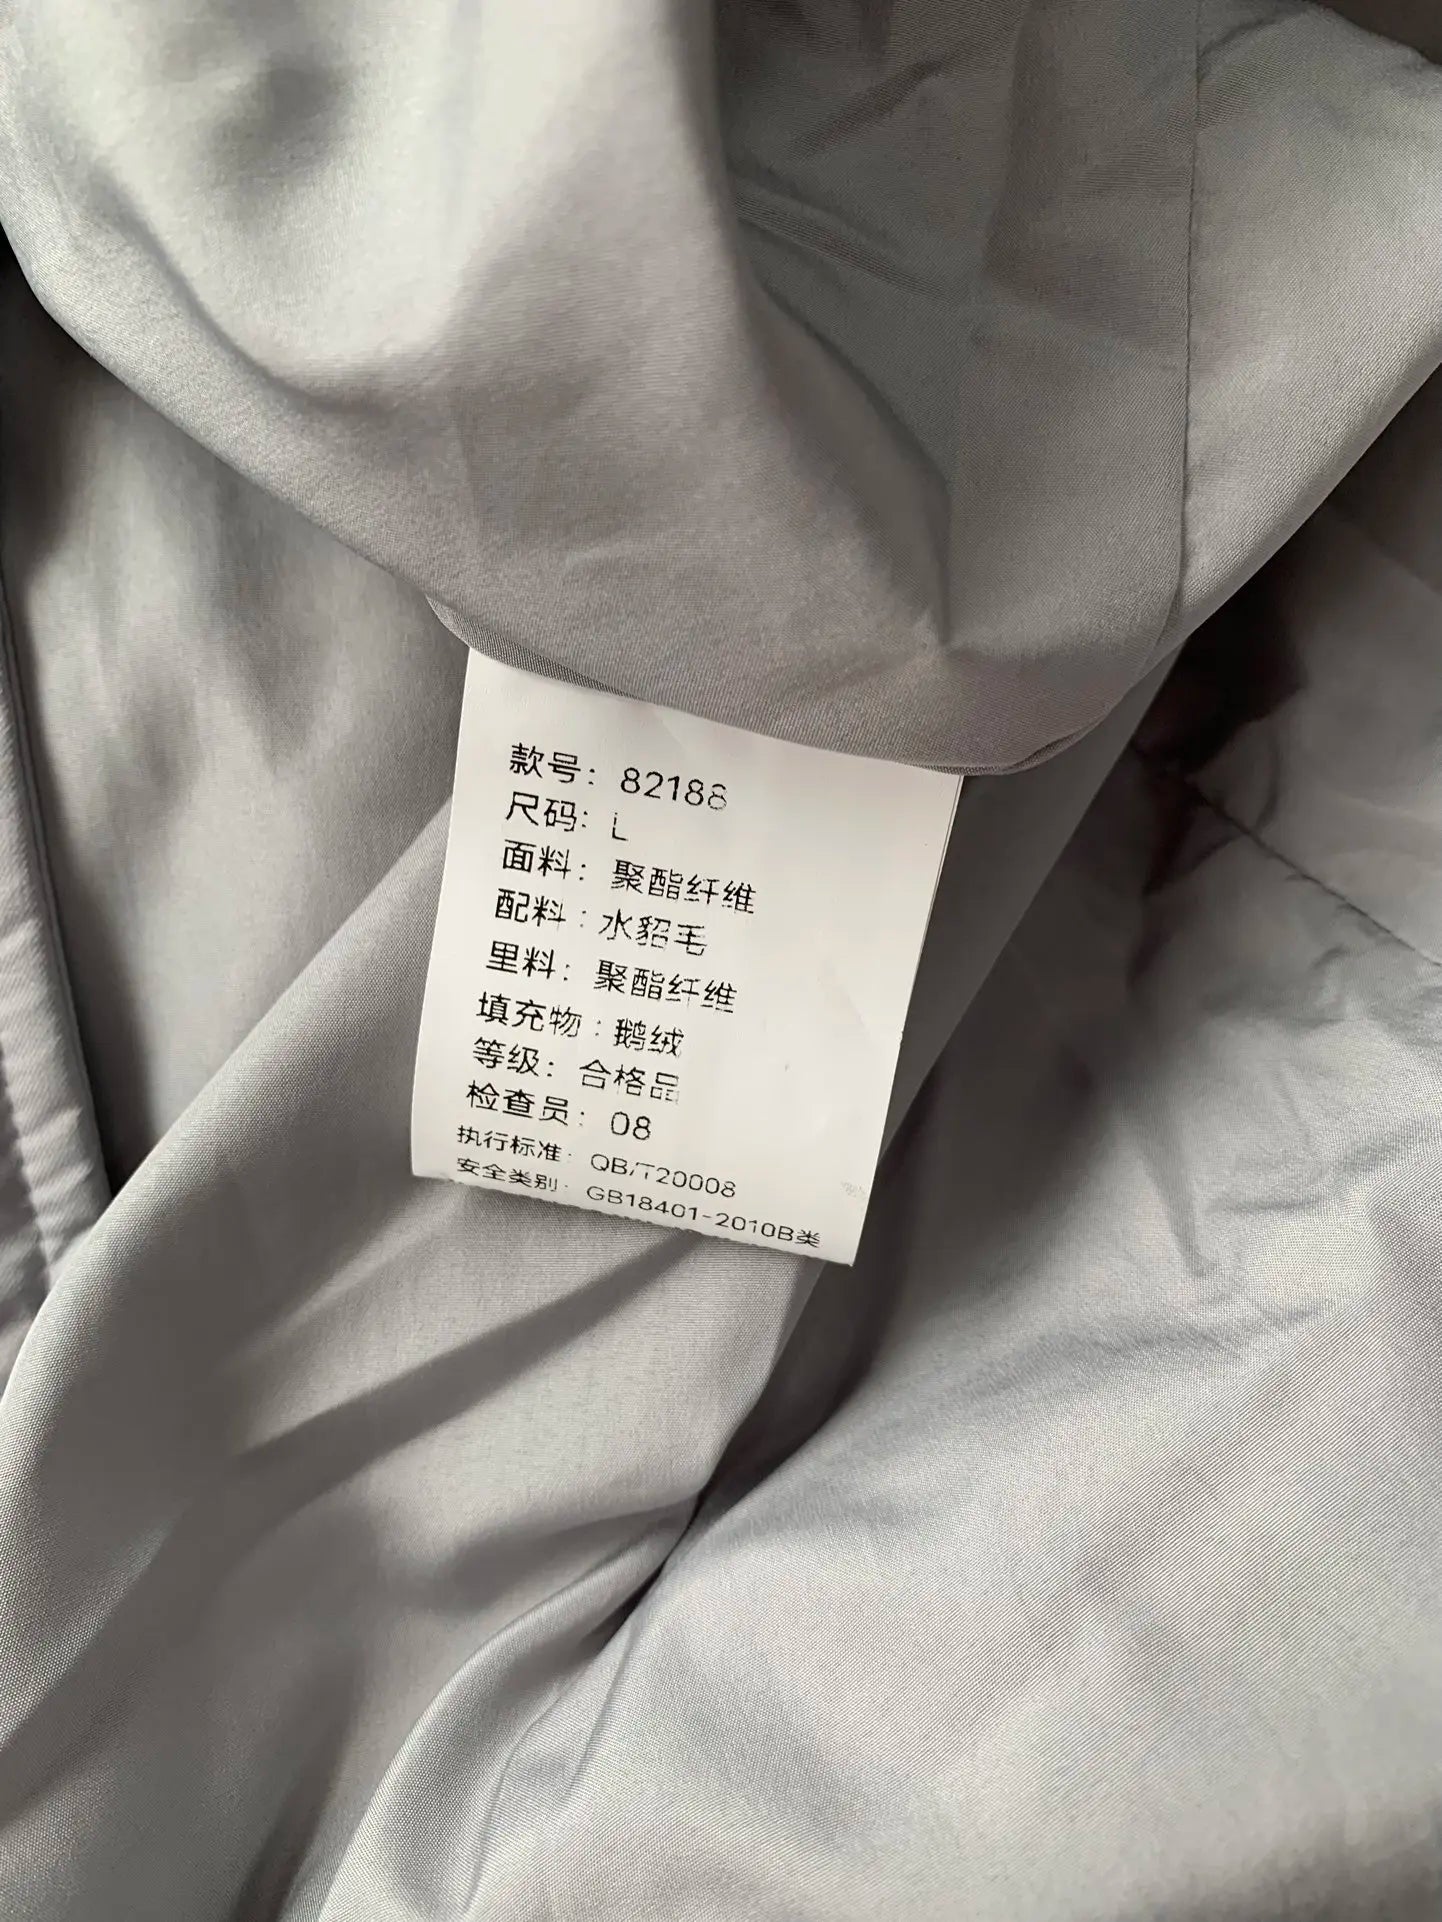 款号：82188
尺码：L
面料：聚酯纤维
配料：水貂毛
里料：聚酯纤维
填充物：鹅绒
等级：合格品
检查员：08
执行标准：QB/T20008
安全类别：GB18401-2010B类